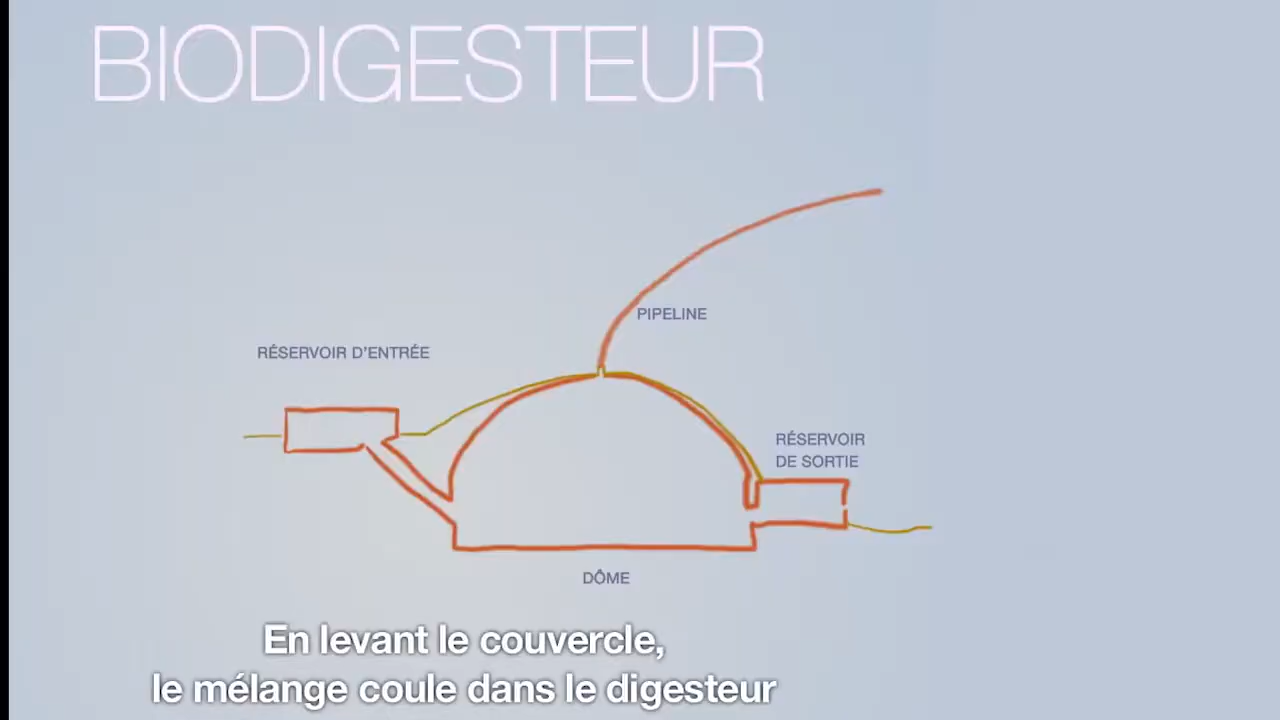 BIODIGESTEUR
PIPELINE
RÉSERVOIR D'ENTRÉE
RÉSERVOIR
DE SORTIE
DÔME
En levant le couvercle,
le mélange coule dans le digesteur